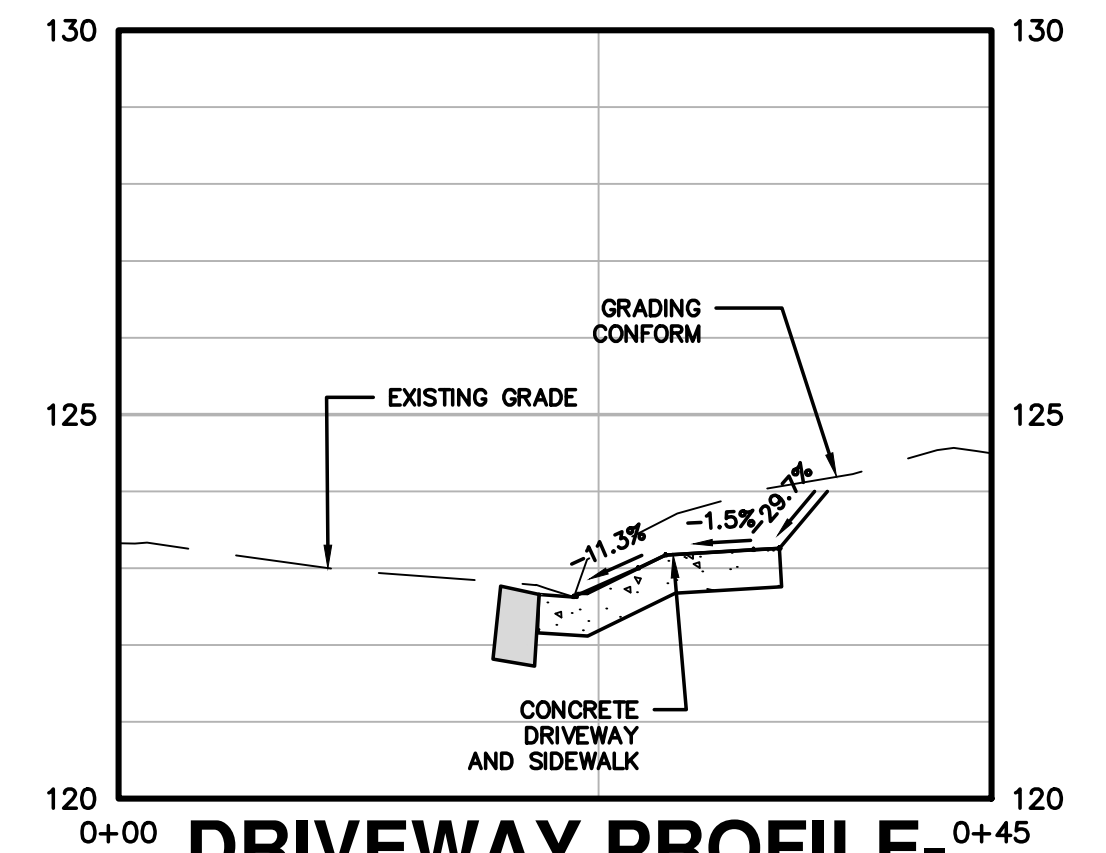 130
130
GRADING
CONFORM
EXISTING GRADE
125
125
-29.7%
-1.5%
-11.3%
CONCRETE
DRIVEWAY
AND SIDEWALK
120
120
0+00
0+45
DRIVEWAY PROFILE-